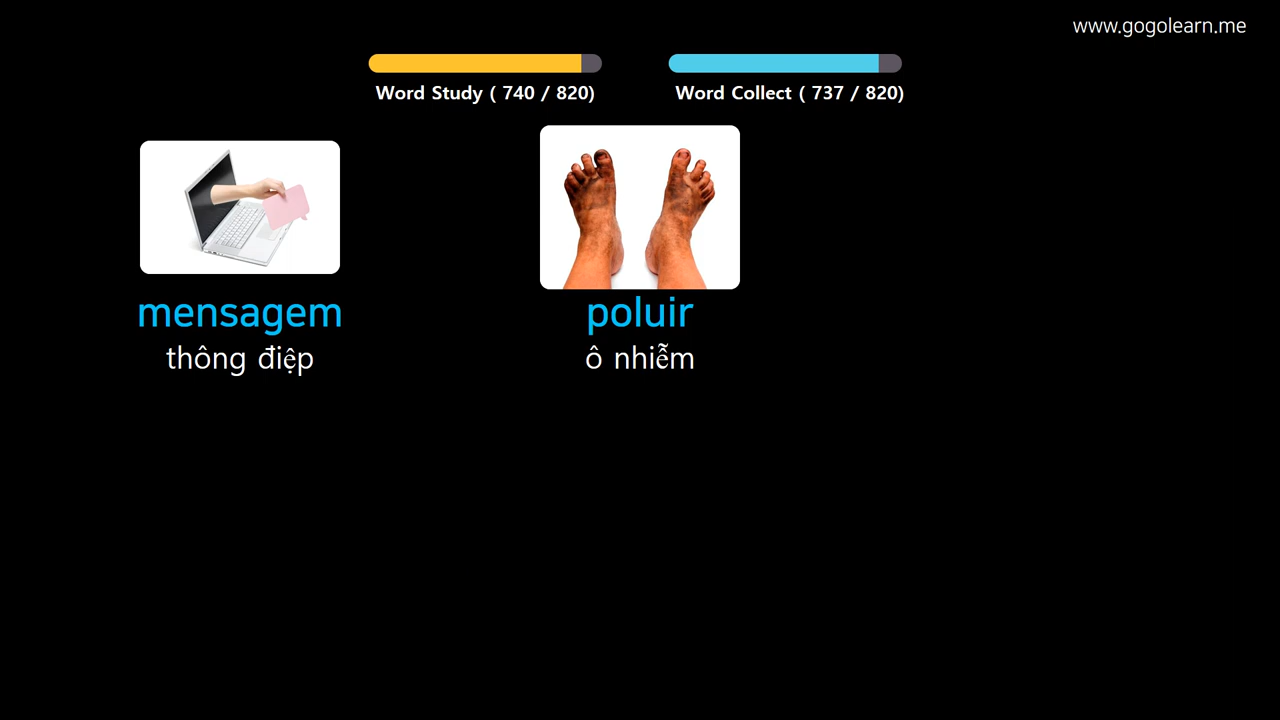 www.gogolearn.me
Word Study ( 740 / 820)
Word Collect ( 737 / 820)
mensagem
thông điệp
poluir
ô nhiễm